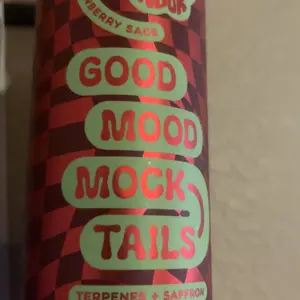 SAGE
GOOD
MOOD
MOCK
TAILS
TERPENES + SAFFRON